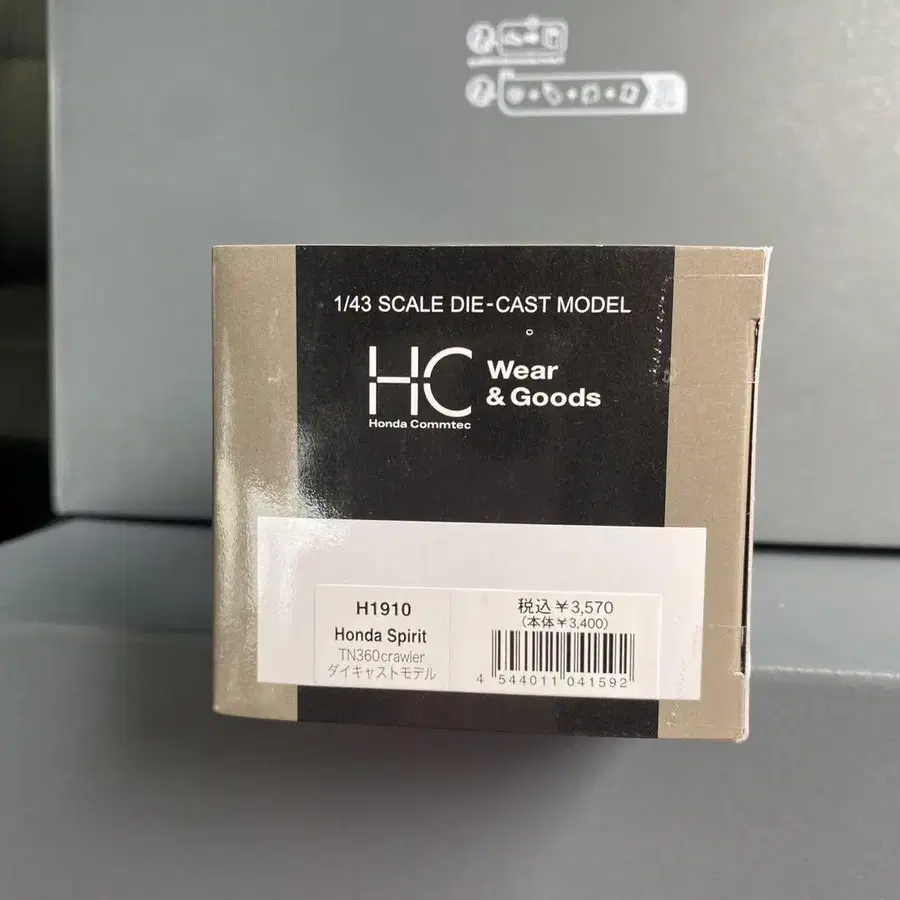 1/43 SCALE DIE-CAST MODEL
HC
Honda Commtec
Wear
& Goods
H1910
Honda Spirit
TN360crawler
ダイキャストモデル
税込￥3,570
（本体￥3,400）
4 544011 041592